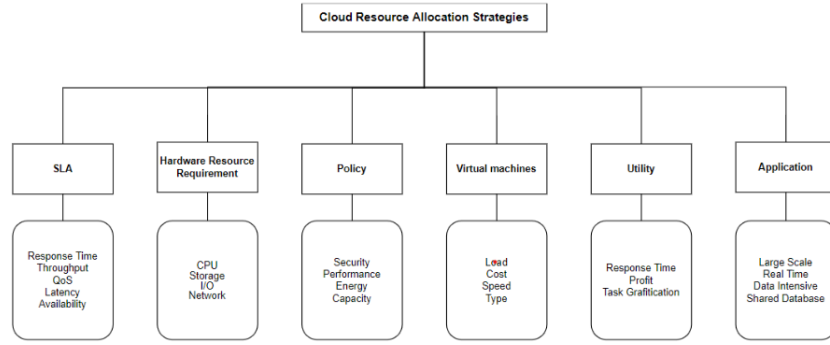 Cloud Resource Allocation Strategies
SLA
Hardware Resource
Requirement
Policy
Virtual machines
Utility
Application
Response Time
Throughput
QoS
Latency
Availability
CPU
Storage
I/O
Network
Security
Performance
Energy
Capacity
Load
Cost
Speed
Type
Response Time
Profit
Task Grafitication
Large Scale
Real Time
Data Intensive
Shared Database